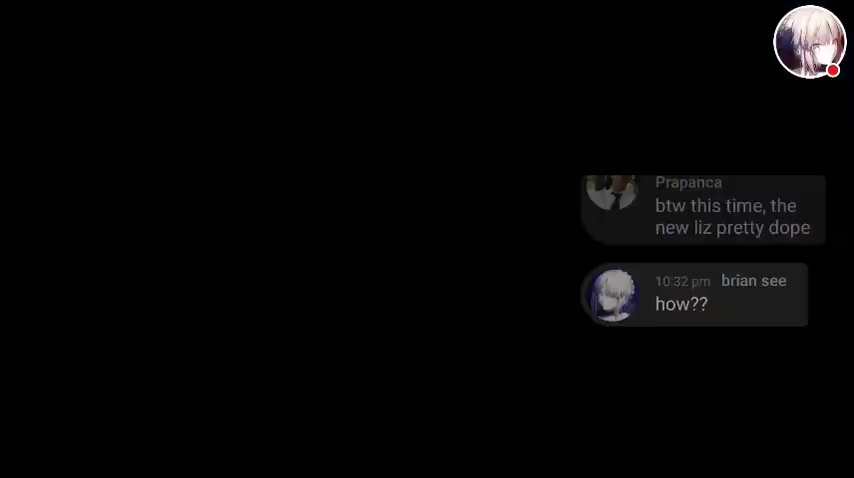 Prapanca
btw this time, the
new liz pretty dope
10:32 pm brian see
how??